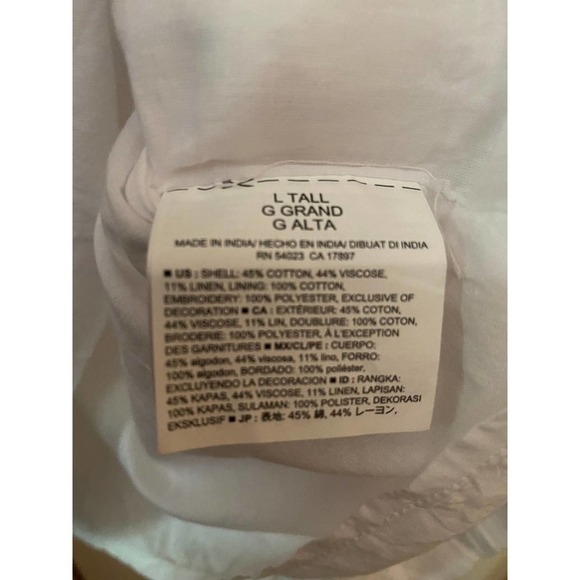 L TALL
G GRAND
G ALTA
MADE IN INDIA/ HECHO EN INDIA/ DIBUAT DI INDIA
RN 54023 CA 17897
■ US : SHELL: 45% COTTON, 44% VISCOSE,
11% LINEN, LINING: 100% COTTON,
EMBROIDERY: 100% POLYESTER, EXCLUSIVE OF
DECORATION ■ CA : EXTÉRIEUR: 45% COTON,
44% VISCOSE, 11% LIN, DOUBLURE: 100% COTON,
BRODERIE: 100% POLYESTER, À L'EXCEPTION
DES GARNITURES ■ MX/CL/PE : CUERPO:
45% algodon, 44% viscosa, 11% lino, FORRO:
100% algodon, BORDADO: 100% poliéster,
EXCLUYENDO LA DECORACION ■ ID : RANGKA:
45% KAPAS, 44% VISCOSE, 11% LINEN, LAPISAN:
100% KAPAS, SULAMAN: 100% POLISTER, DEKORASI
EKSKLUSIF ■ JP : 表地: 45% 綿, 44% レーヨン,